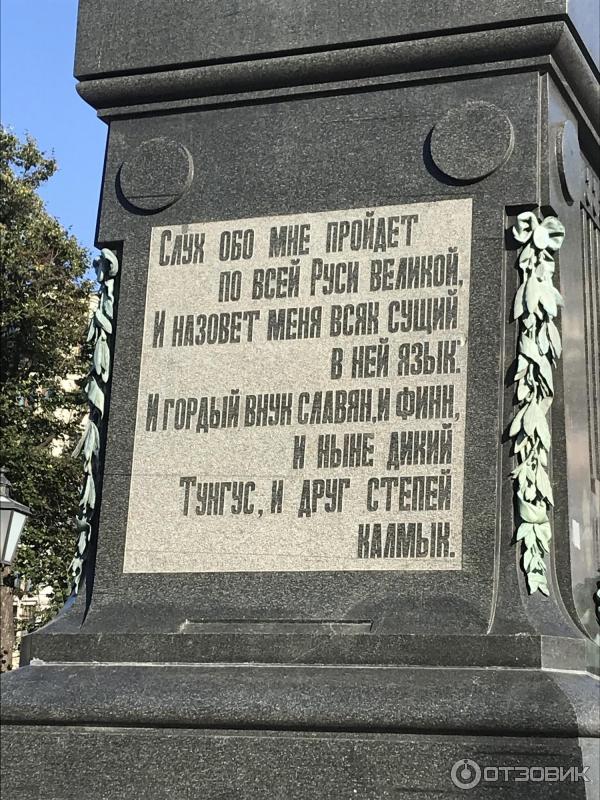 Слух обо мне пройдет
по всей Руси великой,
И назовет меня всяк сущий
в ней язык.
И гордый внук славян, и финн,
и ныне дикий
Тунгус, и друг степей
калмык.
ОТЗОВИК